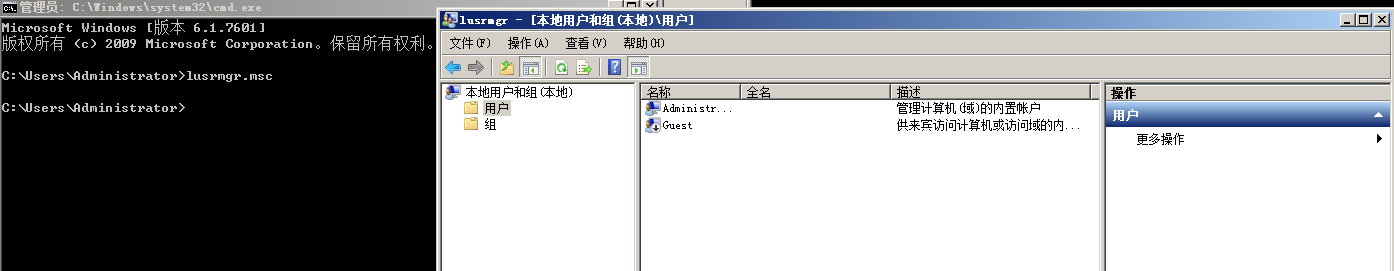 管理员: C:\Windows\system32\cmd.exe
Microsoft Windows [版本 6.1.7601]
版权所有 (c) 2009 Microsoft Corporation。保留所有权利。
C:\Users\Administrator>lusrmgr.msc
C:\Users\Administrator>
lusrmgr - [本地用户和组(本地)\用户]
文件(F) 操作(A) 查看(V) 帮助(H)
本地用户和组(本地)
用户
组
名称 全名 描述
Administr... 管理计算机(域)的内置帐户
Guest 供来宾访问计算机或访问域的内...
操作
用户
更多操作